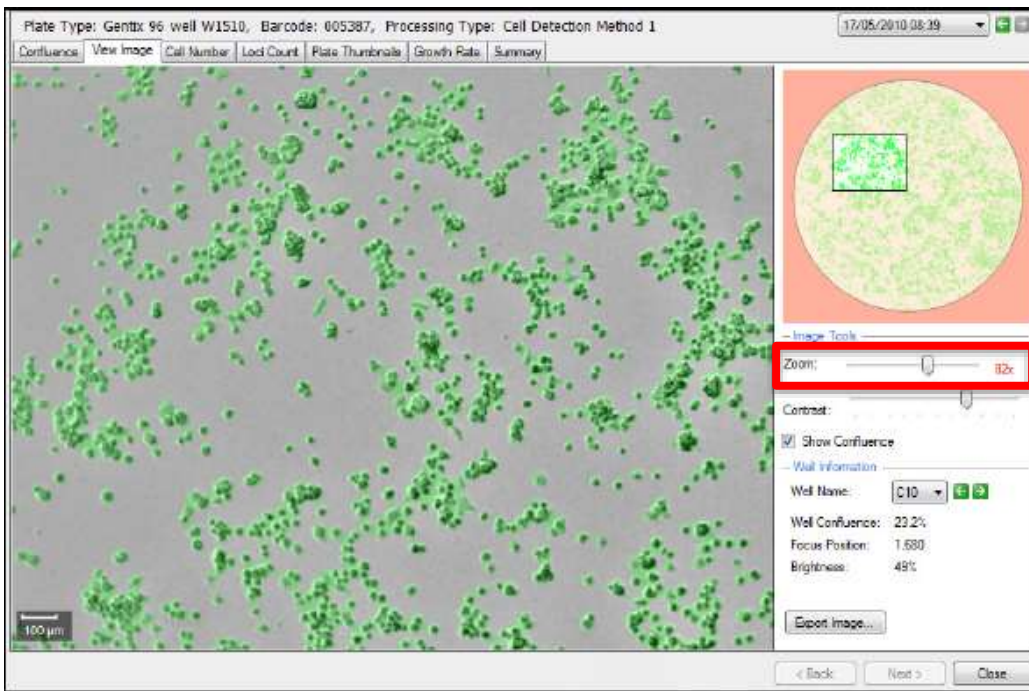 Plate Type: Genttix 96 well W1510, Barcode: 005387, Processing Type: Cell Detection Method 1
17/05/2010 08:39
Confluence View Image Cell Number Loci Count Plate Thumbnails Growth Rate Summary
Image Tools
Zoom: 82x
Contrast:
Show Confluence
Well Information
Well Name: C10
Well Confluence: 23.2%
Focus Position: 1.680
Brightness: 49%
Export Image...
100 µm
< Back Next > Close